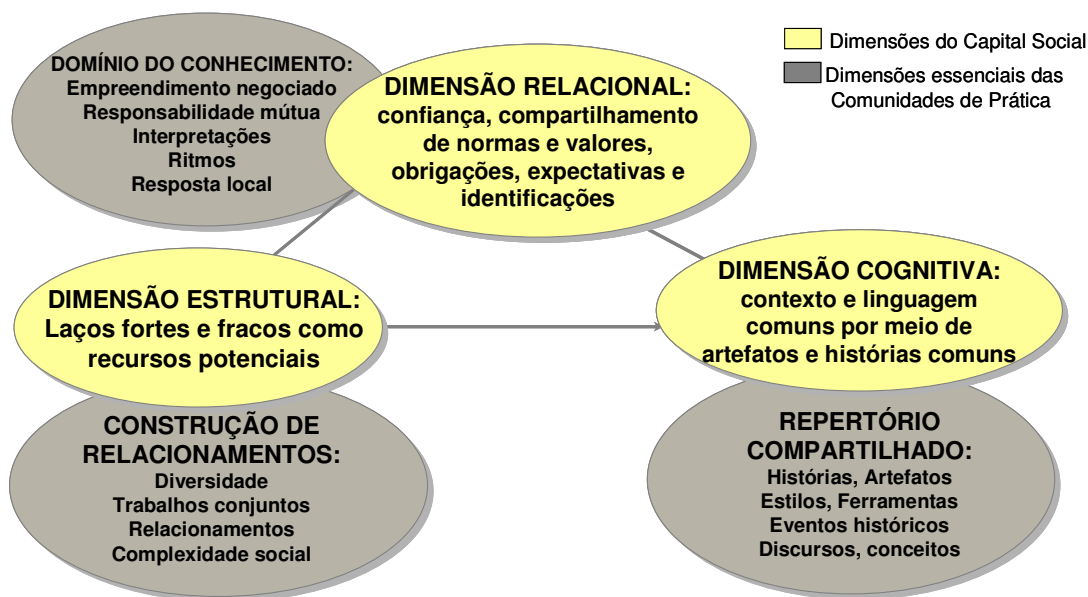 DOMÍNIO DO CONHECIMENTO:
Empreendimento negociado
Responsabilidade mútua
Interpretações
Ritmos
Resposta local
DIMENSÃO RELACIONAL:
confiança, compartilhamento
de normas e valores,
obrigações, expectativas e
identificações
Dimensões do Capital Social
Dimensões essenciais das
Comunidades de Prática
DIMENSÃO ESTRUTURAL:
Laços fortes e fracos como
recursos potenciais
DIMENSÃO COGNITIVA:
contexto e linguagem
comuns por meio de
artefatos e histórias comuns
CONSTRUÇÃO DE
RELACIONAMENTOS:
Diversidade
Trabalhos conjuntos
Relacionamentos
Complexidade social
REPERTÓRIO
COMPARTILHADO:
Histórias, Artefatos
Estilos, Ferramentas
Eventos históricos
Discursos, conceitos